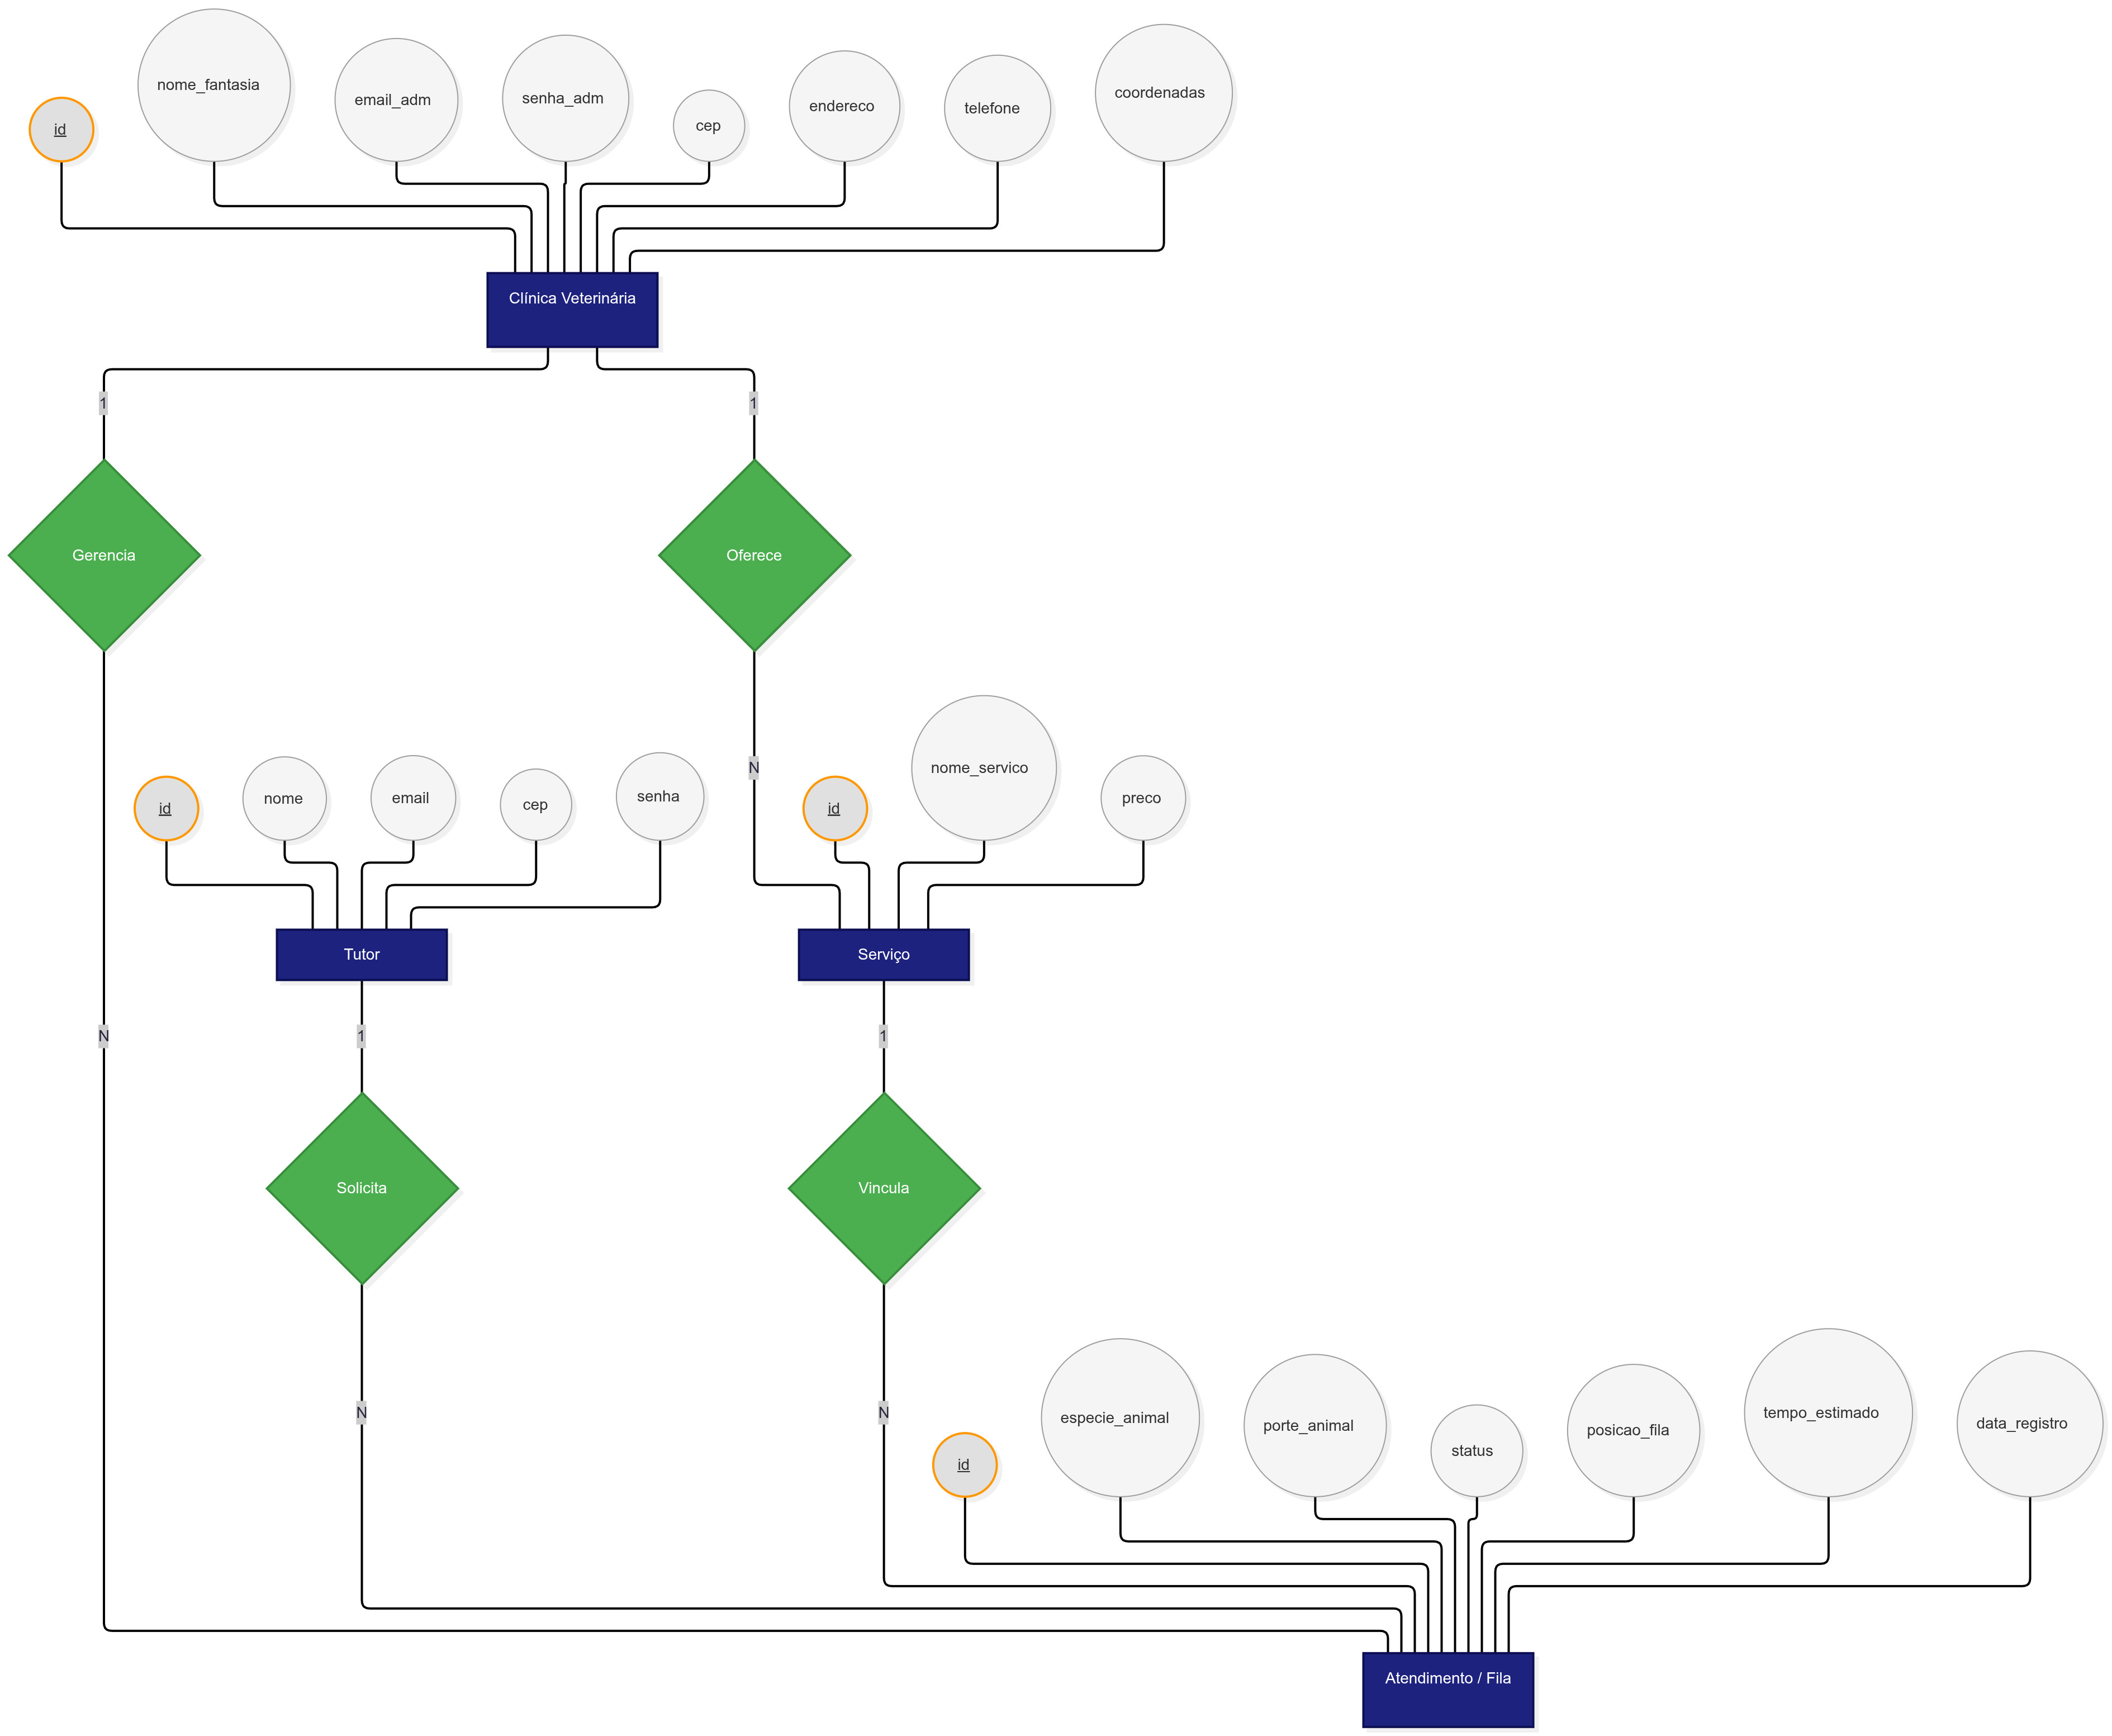 id
nome_fantasia
email_adm
senha_adm
cep
endereco
telefone
coordenadas
Clínica Veterinária
1
1
Gerencia
Oferece
N
id
nome
email
cep
senha
id
nome_servico
preco
Tutor
Serviço
N
1
1
Solicita
Vincula
N
N
id
especie_animal
porte_animal
status
posicao_fila
tempo_estimado
data_registro
Atendimento / Fila